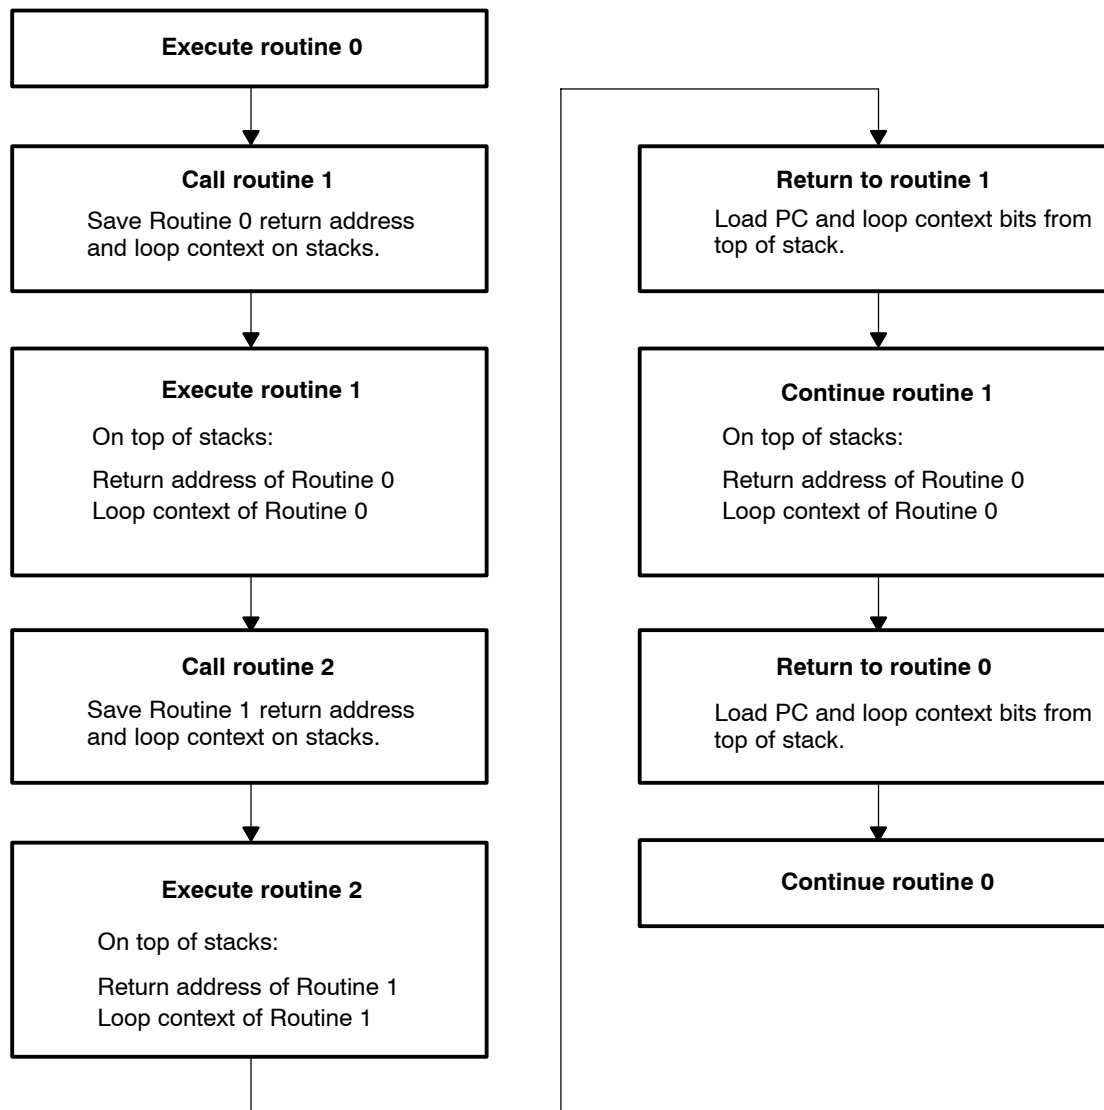 Execute routine 0
Call routine 1
Save Routine 0 return address
and loop context on stacks.
Execute routine 1
On top of stacks:
Return address of Routine 0
Loop context of Routine 0
Call routine 2
Save Routine 1 return address
and loop context on stacks.
Execute routine 2
On top of stacks:
Return address of Routine 1
Loop context of Routine 1
Return to routine 1
Load PC and loop context bits from
top of stack.
Continue routine 1
On top of stacks:
Return address of Routine 0
Loop context of Routine 0
Return to routine 0
Load PC and loop context bits from
top of stack.
Continue routine 0